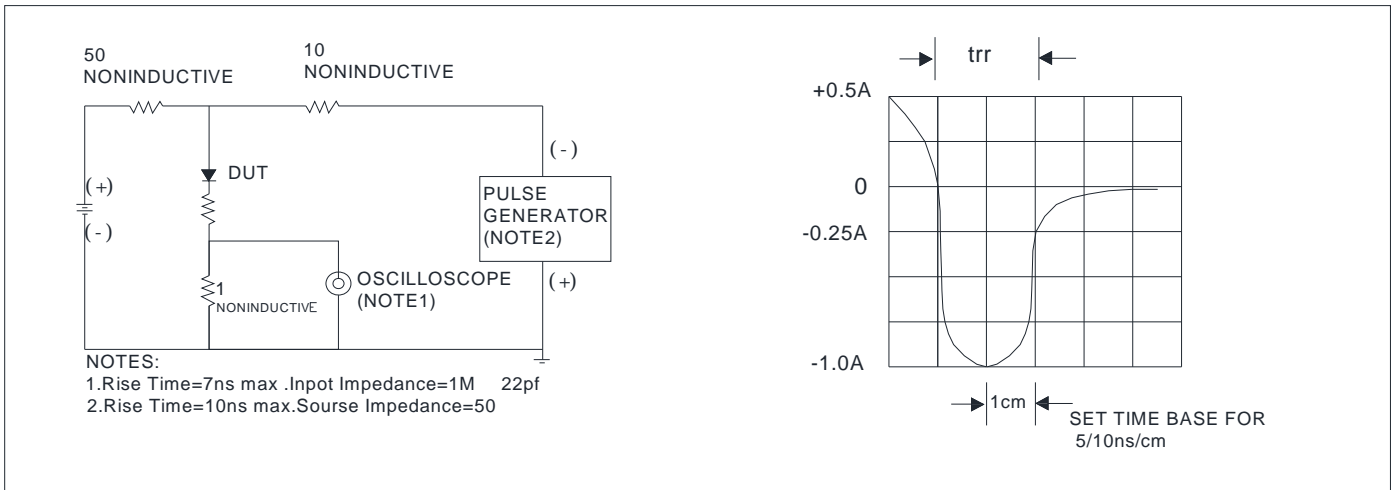 50
NONINDUCTIVE
10
NONINDUCTIVE
(+)
(-)
DUT
1
NONINDUCTIVE
OSCILLOSCOPE
(NOTE1)
(-)
PULSE
GENERATOR
(NOTE2)
(+)
NOTES:
1.Rise Time=7ns max .Inpot Impedance=1M 22pf
2.Rise Time=10ns max.Sourse Impedance=50
trr
+0.5A
0
-0.25A
-1.0A
1cm
SET TIME BASE FOR
5/10ns/cm